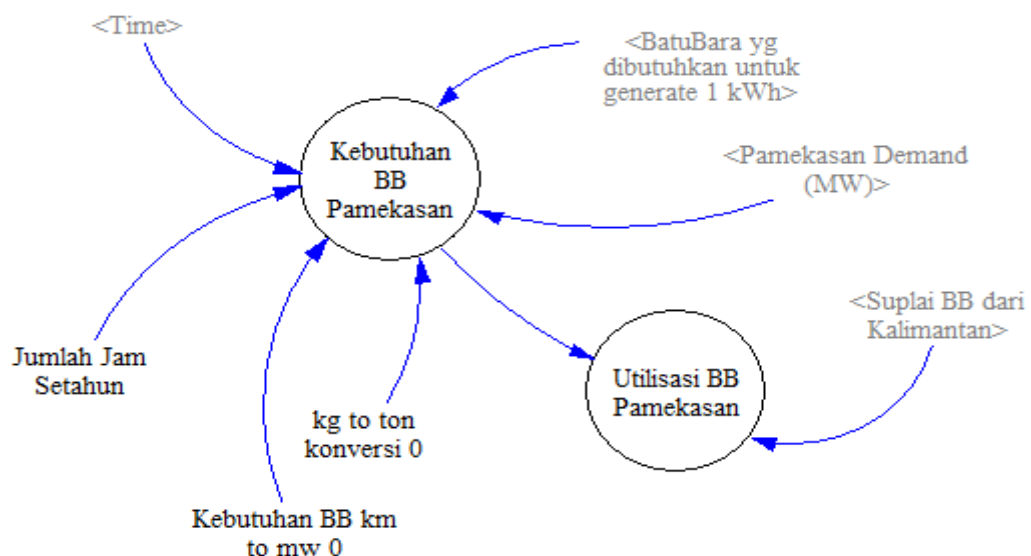 <Time>
<BatuBara yg
dibutuhkan untuk
generate 1 kWh>
Kebutuhan
BB
Pamekasan
<Pamekasan Demand
(MW)>
<Suplai BB dari
Kalimantan>
Jumlah Jam
Setahun
Utilisasi BB
Pamekasan
kg to ton
konversi 0
Kebutuhan BB km
to mw 0